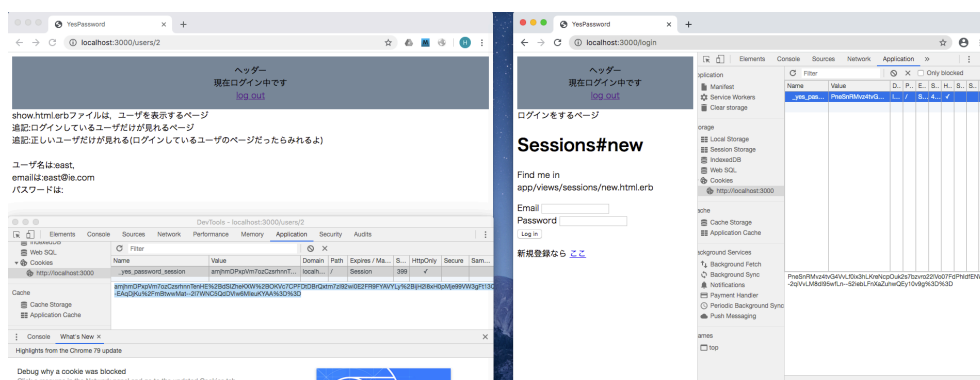 YesPassword
localhost:3000/users/2
ヘッダー
現在ログイン中です
log out
show.html.erbファイルは，ユーザを表示するページ
追記:ログインしているユーザだけが見れるページ
追記:正しいユーザだけが見れる(ログインしているユーザのページだったらみれるよ)
ユーザ名は:east,
emailは:east@ie.com
パスワードは:
DevTools - localhost:3000/users/2
Elements Console Sources Network Performance Memory Application Security Audits
IndexedDB
Web SQL
Cookies
http://localhost:3000
Cache
Cache Storage
Application Cache
Filter
Name Value Domain Path Expires / Ma... S... HttpOnly Secure Sam...
_yes_password_session localh... / Session 399 ✓
Console What's New ×
Highlights from the Chrome 79 update
Debug why a cookie was blocked
YesPassword
localhost:3000/login
ヘッダー
現在ログイン中です
log out
ログインをするページ
Sessions#new
Find me in
app/views/sessions/new.html.erb
Email
Password
Log in
新規登録なら ここ
Elements Console Sources Network Application »
Application
Manifest
Service Workers
Clear storage
Storage
Local Storage
Session Storage
IndexedDB
Web SQL
Cookies
http://localhost:3000
Cache
Cache Storage
Application Cache
Background Services
Background Fetch
Background Sync
Notifications
Payment Handler
Periodic Background Sync
Push Messaging
Frames
top
Filter Only blocked
Name Value D... P... E... S... H... S... S...
_yes_pas... PneSnRMvz4tvG... l... / S... 4... ✓